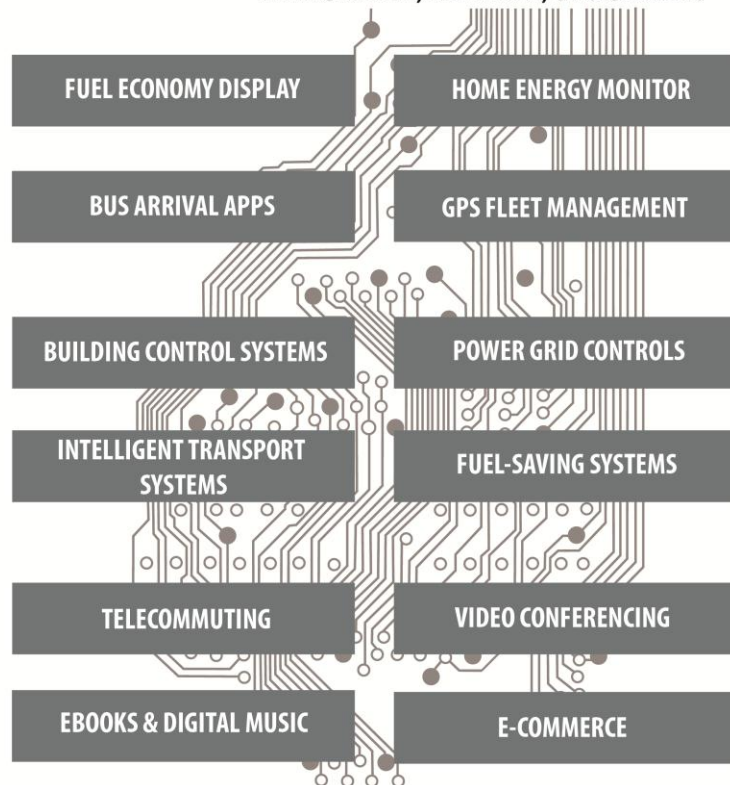 FUEL ECONOMY DISPLAY
HOME ENERGY MONITOR
BUS ARRIVAL APPS
GPS FLEET MANAGEMENT
BUILDING CONTROL SYSTEMS
POWER GRID CONTROLS
INTELLIGENT TRANSPORT
SYSTEMS
FUEL-SAVING SYSTEMS
TELECOMMUTING
VIDEO CONFERENCING
EBOOKS & DIGITAL MUSIC
E-COMMERCE